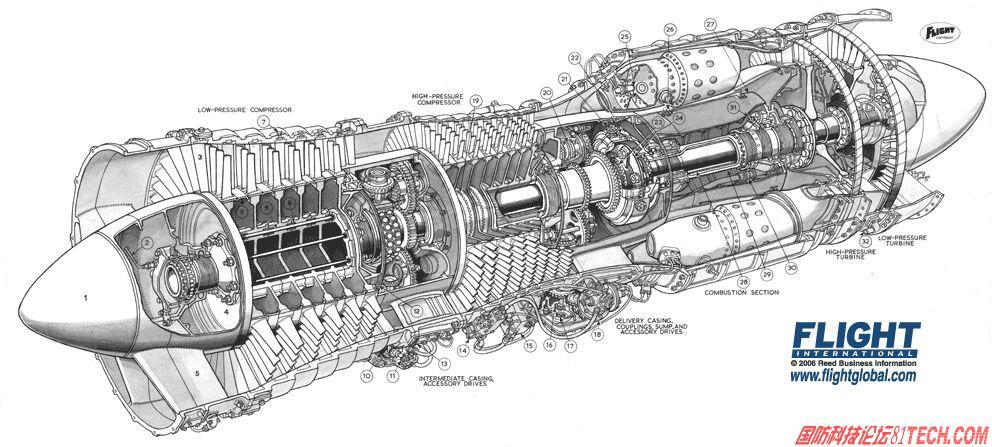 FLIGHT
COPYRIGHT
25
26
27
22
21
20
LOW-PRESSURE COMPRESSOR
7
HIGH-PRESSURE
COMPRESSOR
19
23
24
31
3
2
6
8
9
1
4
5
12
10
11
13
14
15
16
17
18
INTERMEDIATE CASING,
ACCESSORY DRIVES
DELIVERY CASING,
COUPLINGS, SUMP, AND
ACCESSORY DRIVES
28
29
30
COMBUSTION SECTION
32
HIGH-PRESSURE
TURBINE
LOW-PRESSURE
TURBINE
FLIGHT
INTERNATIONAL
© 2006 Reed Business Information
www.flightglobal.com
国防科技论坛81TECH.COM